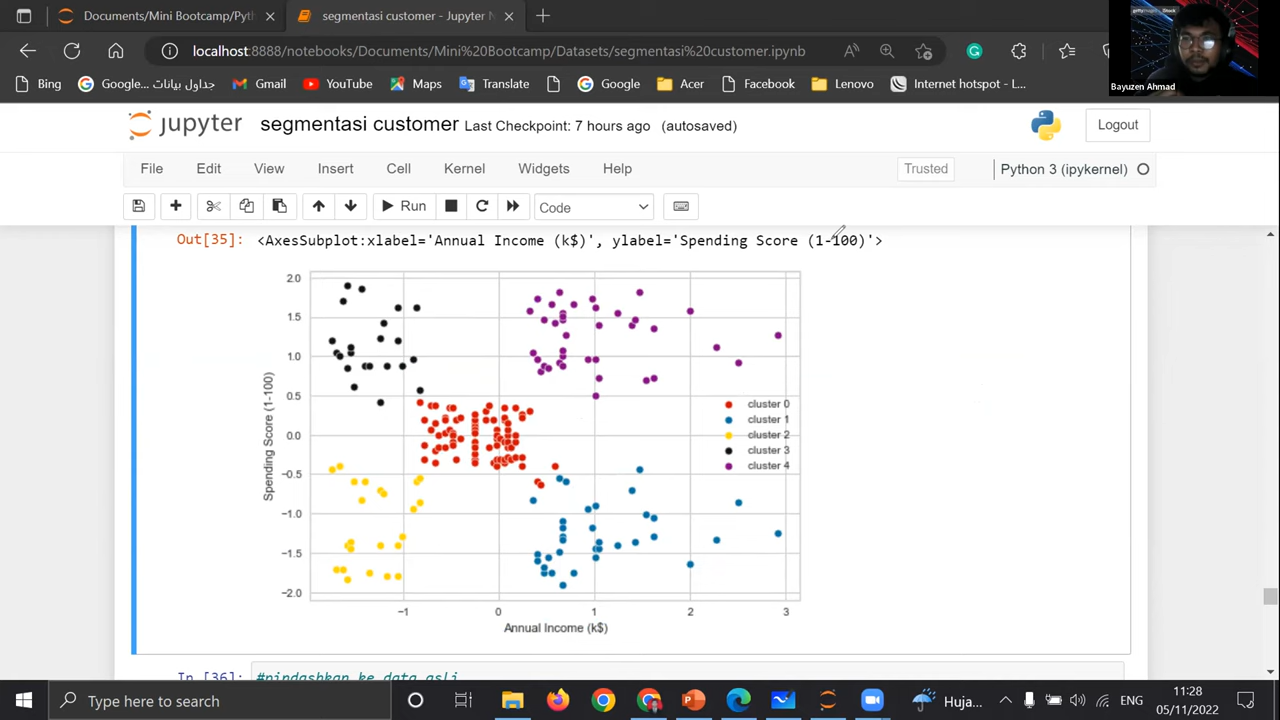 Documents/Mini Bootcamp/Pyth
segmentasi customer - Jupyter N
gettyimages iStock
localhost:8888/notebooks/Documents/Mini%20Bootcamp/Datasets/segmentasi%20customer.ipynb
Bayuzen Ahmad
Bing
Google... جداول بيانات
Gmail
YouTube
Maps
Translate
Google
Acer
Facebook
Lenovo
Internet hotspot - L...
jupyter segmentasi customer Last Checkpoint: 7 hours ago (autosaved)
Logout
File Edit View Insert Cell Kernel Widgets Help
Trusted
Python 3 (ipykernel)
Run
Code
Out[35]: <AxesSubplot:xlabel='Annual Income (k$)', ylabel='Spending Score (1-100)'>
2.0
1.5
1.0
0.5
0.0
−0.5
−1.0
−1.5
−2.0
Spending Score (1-100)
cluster 0
cluster 1
cluster 2
cluster 3
cluster 4
−1 0 1 2 3
Annual Income (k$)
In [36]: #pindashkan ke data asli
Type here to search
Huja...
ENG
11:28
05/11/2022